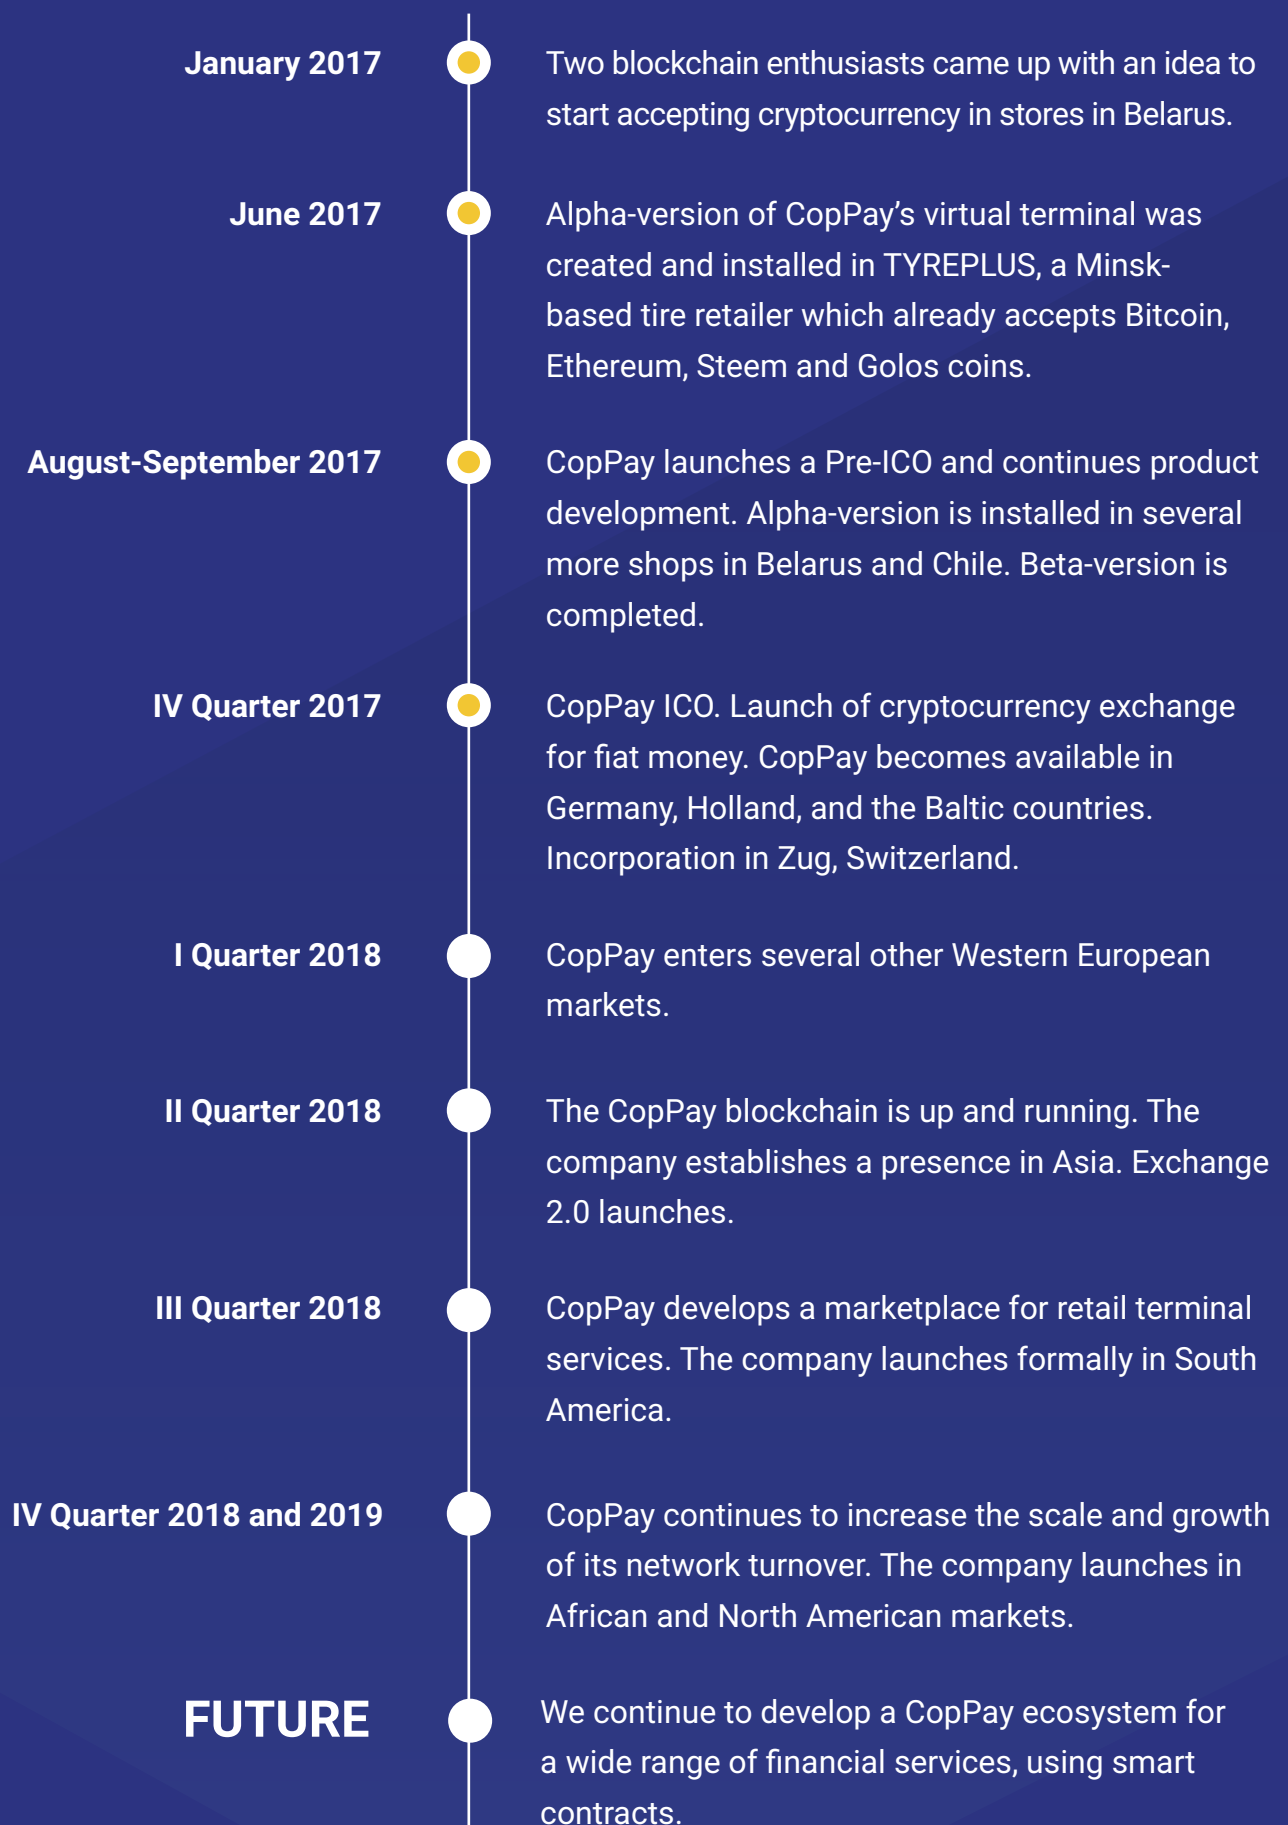 January 2017
Two blockchain enthusiasts came up with an idea to
start accepting cryptocurrency in stores in Belarus.
June 2017
Alpha-version of CopPay’s virtual terminal was
created and installed in TYREPLUS, a Minsk-
based tire retailer which already accepts Bitcoin,
Ethereum, Steem and Golos coins.
August-September 2017
CopPay launches a Pre-ICO and continues product
development. Alpha-version is installed in several
more shops in Belarus and Chile. Beta-version is
completed.
IV Quarter 2017
CopPay ICO. Launch of cryptocurrency exchange
for fiat money. CopPay becomes available in
Germany, Holland, and the Baltic countries.
Incorporation in Zug, Switzerland.
I Quarter 2018
CopPay enters several other Western European
markets.
II Quarter 2018
The CopPay blockchain is up and running. The
company establishes a presence in Asia. Exchange
2.0 launches.
III Quarter 2018
CopPay develops a marketplace for retail terminal
services. The company launches formally in South
America.
IV Quarter 2018 and 2019
CopPay continues to increase the scale and growth
of its network turnover. The company launches in
African and North American markets.
FUTURE
We continue to develop a CopPay ecosystem for
a wide range of financial services, using smart
contracts.